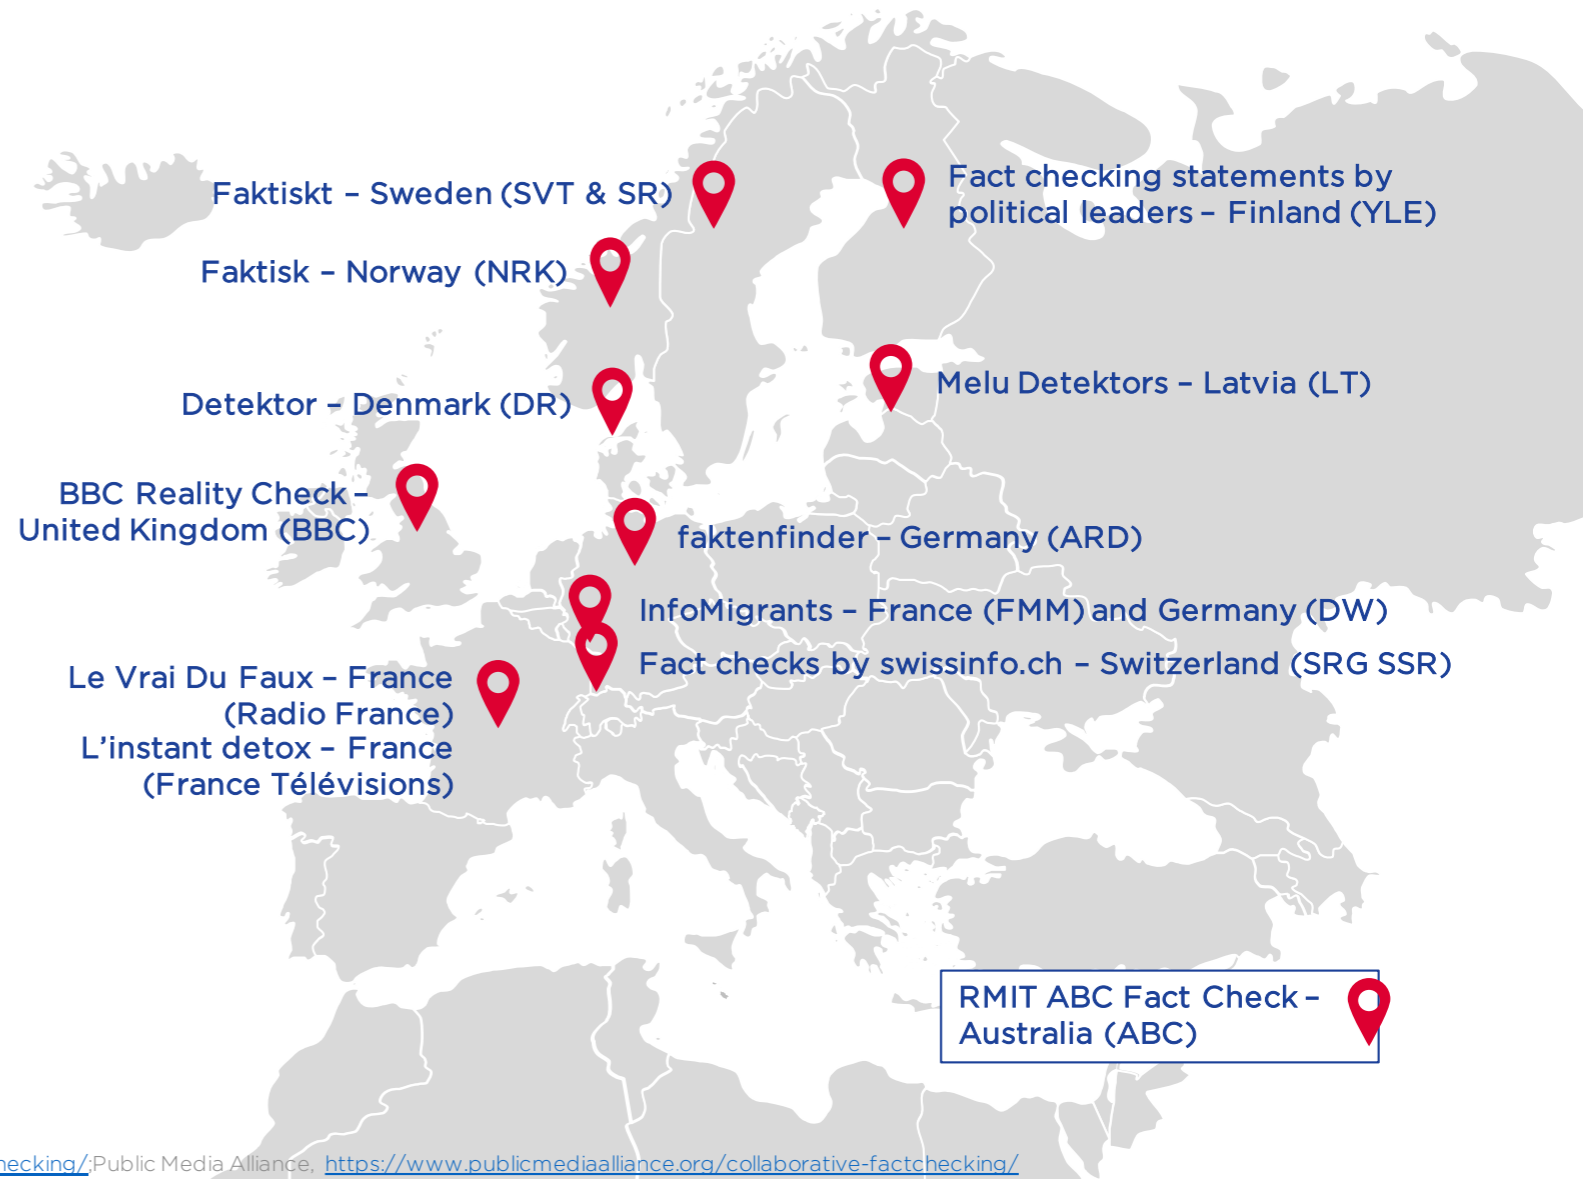 Faktiskt – Sweden (SVT & SR)
Fact checking statements by
political leaders – Finland (YLE)
Faktisk – Norway (NRK)
Melu Detektors – Latvia (LT)
Detektor – Denmark (DR)
BBC Reality Check –
United Kingdom (BBC)
faktenfinder – Germany (ARD)
InfoMigrants – France (FMM) and Germany (DW)
Fact checks by swissinfo.ch – Switzerland (SRG SSR)
Le Vrai Du Faux – France
(Radio France)
L'instant detox – France
(France Télévisions)
RMIT ABC Fact Check –
Australia (ABC)
hecking/;Public Media Alliance, https://www.publicmediaalliance.org/collaborative-factchecking/